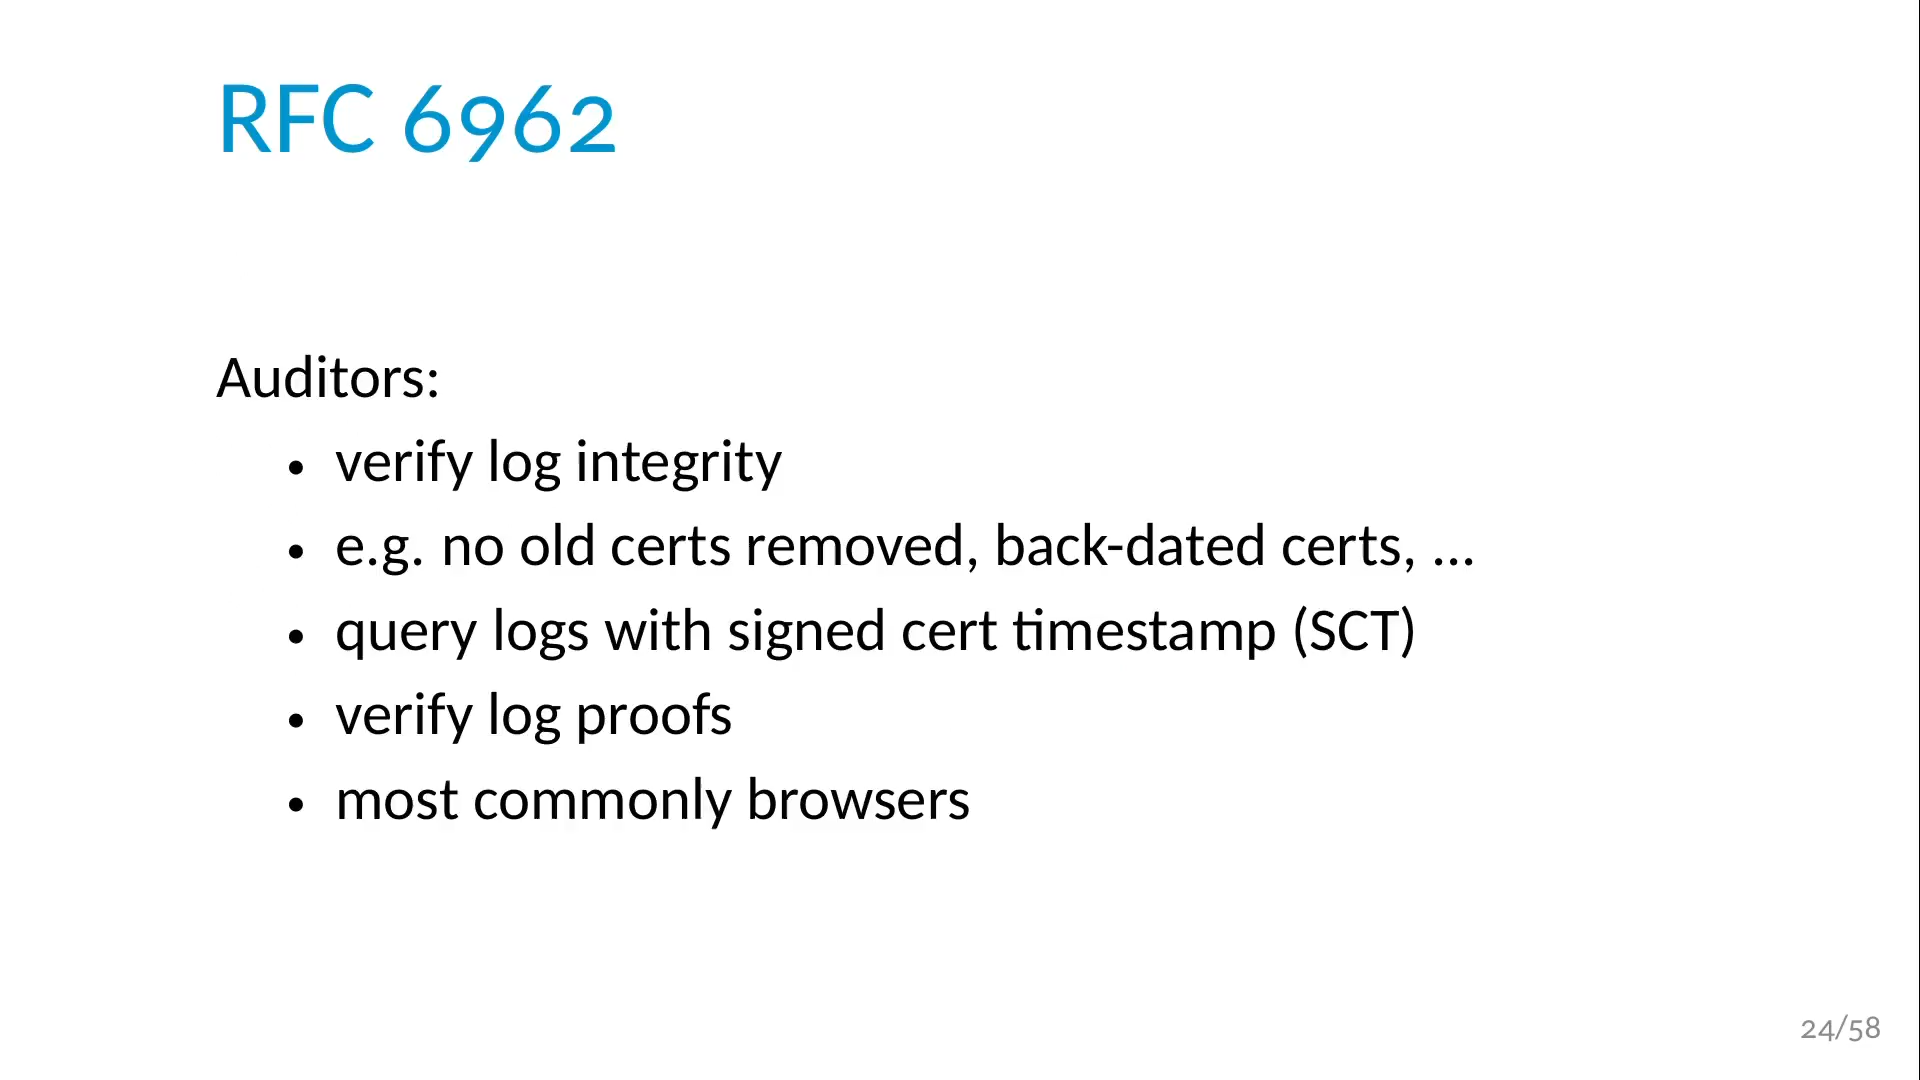 RFC 6962
Auditors:
• verify log integrity
• e.g. no old certs removed, back-dated certs, ...
• query logs with signed cert timestamp (SCT)
• verify log proofs
• most commonly browsers
24/58